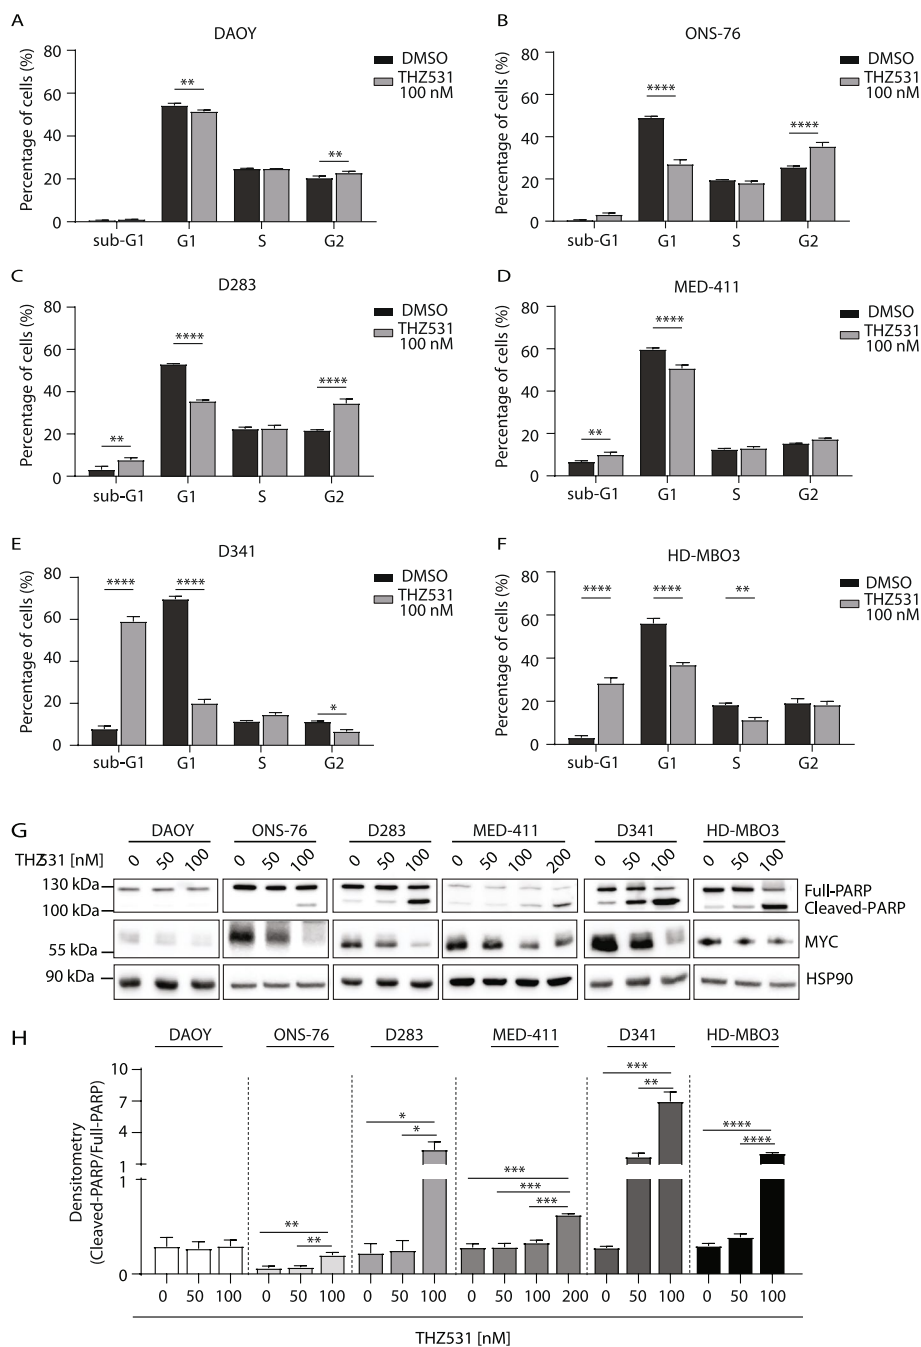 A
DAOY
Percentage of cells (%)
80
60
40
20
0
DMSO
THZ531
100 nM
**
**
sub-G1 G1 S G2
B
ONS-76
Percentage of cells (%)
80
60
40
20
0
DMSO
THZ531
100 nM
****
****
sub-G1 G1 S G2
C
D283
Percentage of cells (%)
80
60
40
20
0
DMSO
THZ531
100 nM
**
****
****
sub-G1 G1 S G2
D
MED-411
Percentage of cells (%)
80
60
40
20
0
DMSO
THZ531
100 nM
**
****
sub-G1 G1 S G2
E
D341
Percentage of cells (%)
80
60
40
20
0
DMSO
THZ531
100 nM
****
****
*
sub-G1 G1 S G2
F
HD-MBO3
Percentage of cells (%)
80
60
40
20
0
DMSO
THZ531
100 nM
****
****
**
sub-G1 G1 S G2
G
DAOY ONS-76 D283 MED-411 D341 HD-MBO3
THZ531 [nM] 0 50 100 0 50 100 0 50 100 0 50 100 200 0 50 100 0 50 100
130 kDa Full-PARP
100 kDa Cleaved-PARP
55 kDa MYC
90 kDa HSP90
H
DAOY ONS-76 D283 MED-411 D341 HD-MBO3
Densitometry
(Cleaved-PARP/Full-PARP)
10
7
4
1
1
0
**
**
*
*
***
***
***
***
**
****
****
0 50 100 0 50 100 0 50 100 0 50 100 200 0 50 100 0 50 100
THZ531 [nM]